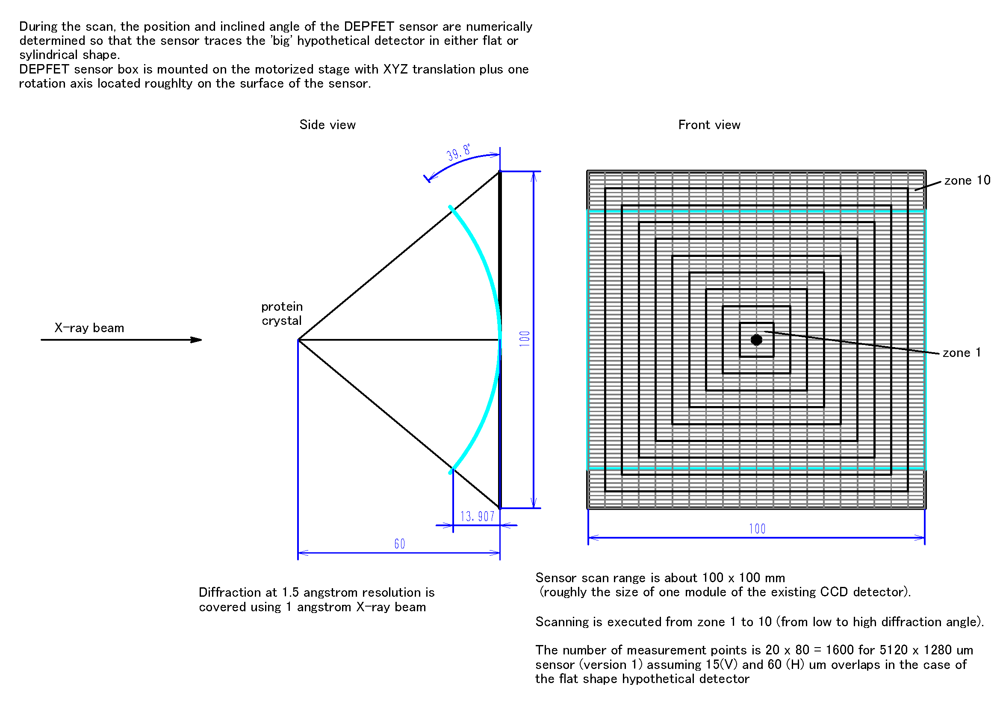 During the scan, the position and inclined angle of the DEPFET sensor are numerically
determined so that the sensor traces the 'big' hypothetical detector in either flat or
sylindrical shape.
DEPFET sensor box is mounted on the motorized stage with XYZ translation plus one
rotation axis located roughlty on the surface of the sensor.
Side view
Front view
39.8°
zone 10
protein
crystal
X-ray beam
100
zone 1
13.907
100
60
Sensor scan range is about 100 x 100 mm
(roughly the size of one module of the existing CCD detector).
Diffraction at 1.5 angstrom resolution is
covered using 1 angstrom X-ray beam
Scanning is executed from zone 1 to 10 (from low to high diffraction angle).
The number of measurement points is 20 x 80 = 1600 for 5120 x 1280 um
sensor (version 1) assuming 15(V) and 60 (H) um overlaps in the case of
the flat shape hypothetical detector